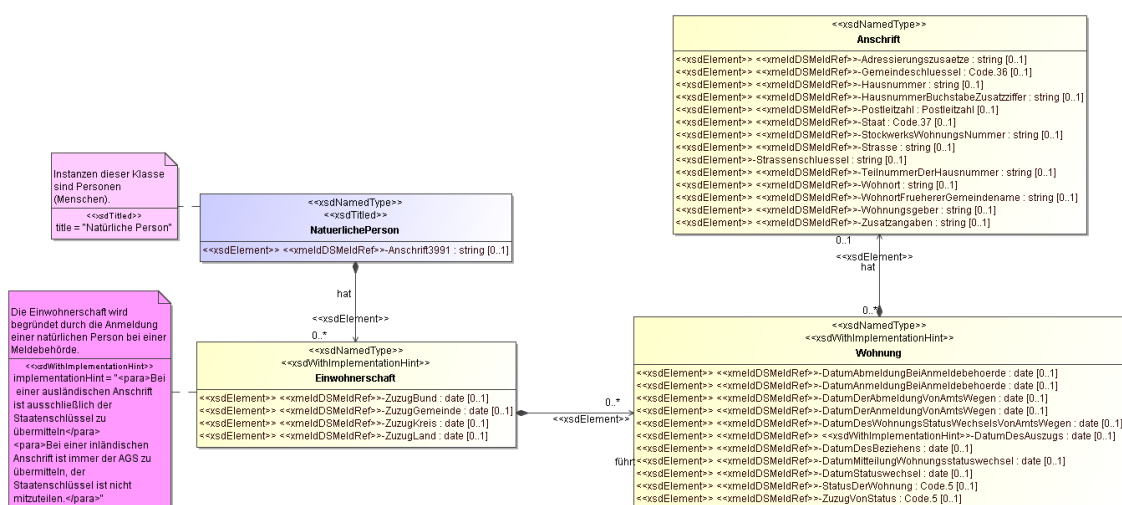 <<xsdNamedType>>
Anschrift
<<xsdElement>> <<xmeldDSMeldRef>>-Adressierungszusaetze : string [0..1]
<<xsdElement>> <<xmeldDSMeldRef>>-Gemeindeschluessel : Code.36 [0..1]
<<xsdElement>> <<xmeldDSMeldRef>>-Hausnummer : string [0..1]
<<xsdElement>> <<xmeldDSMeldRef>>-HausnummerBuchstabeZusatzziffer : string [0..1]
<<xsdElement>> <<xmeldDSMeldRef>>-Postleitzahl : Postleitzahl [0..1]
<<xsdElement>> <<xmeldDSMeldRef>>-Staat : Code.37 [0..1]
<<xsdElement>> <<xmeldDSMeldRef>>-StockwerksWohnungsNummer : string [0..1]
<<xsdElement>> <<xmeldDSMeldRef>>-Strasse : string [0..1]
<<xsdElement>>-Strassenschluessel : string [0..1]
<<xsdElement>> <<xmeldDSMeldRef>>-TeilnummerDerHausnummer : string [0..1]
<<xsdElement>> <<xmeldDSMeldRef>>-Wohnort : string [0..1]
<<xsdElement>> <<xmeldDSMeldRef>>-WohnortFruehererGemeindename : string [0..1]
<<xsdElement>> <<xmeldDSMeldRef>>-Wohnungsgeber : string [0..1]
<<xsdElement>> <<xmeldDSMeldRef>>-Zusatzangaben : string [0..1]
Instanzen dieser Klasse
sind Personen
(Menschen).
<<xsdTitled>>
title = "Natürliche Person"
<<xsdNamedType>>
<<xsdTitled>>
NatuerlichePerson
<<xsdElement>> <<xmeldDSMeldRef>>-Anschrift3991 : string [0..1]
0..1
<<xsdElement>>
hat
0..*
hat
<<xsdElement>>
0..*
Die Einwohnerschaft wird
begründet durch die Anmeldung
einer natürlichen Person bei einer
Meldebehörde.
<<xsdWithImplementationHint>>
implementationHint = "<para>Bei
einer ausländischen Anschrift
ist ausschließlich der
Staatenschlüssel zu
übermitteln</para>
<para>Bei einer inländischen
Anschrift ist immer der AGS zu
übermitteln, der
Staatenschlüssel ist nicht
mitzuteilen.</para>"
<<xsdNamedType>>
<<xsdWithImplementationHint>>
Einwohnerschaft
<<xsdElement>> <<xmeldDSMeldRef>>-ZuzugBund : date [0..1]
<<xsdElement>> <<xmeldDSMeldRef>>-ZuzugGemeinde : date [0..1]
<<xsdElement>> <<xmeldDSMeldRef>>-ZuzugKreis : date [0..1]
<<xsdElement>> <<xmeldDSMeldRef>>-ZuzugLand : date [0..1]
0..*
<<xsdElement>>
führt
<<xsdNamedType>>
<<xsdWithImplementationHint>>
Wohnung
<<xsdElement>> <<xmeldDSMeldRef>>-DatumAbmeldungBeiAnmeldebehoerde : date [0..1]
<<xsdElement>> <<xmeldDSMeldRef>>-DatumAnmeldungBeiAnmeldebehoerde : date [0..1]
<<xsdElement>> <<xmeldDSMeldRef>>-DatumDerAbmeldungVonAmtsWegen : date [0..1]
<<xsdElement>> <<xmeldDSMeldRef>>-DatumDerAnmeldungVonAmtsWegen : date [0..1]
<<xsdElement>> <<xmeldDSMeldRef>>-DatumDesWohnungsStatusWechselsVonAmtsWegen : date [0..1]
<<xsdElement>> <<xmeldDSMeldRef>> <<xsdWithImplementationHint>>-DatumDesAuszugs : date [0..1]
<<xsdElement>> <<xmeldDSMeldRef>>-DatumDesBeziehens : date [0..1]
<<xsdElement>> <<xmeldDSMeldRef>>-DatumMitteilungWohnungsstatuswechsel : date [0..1]
<<xsdElement>> <<xmeldDSMeldRef>>-DatumStatuswechsel : date [0..1]
<<xsdElement>> <<xmeldDSMeldRef>>-StatusDerWohnung : Code.5 [0..1]
<<xsdElement>> <<xmeldDSMeldRef>>-ZuzugVonStatus : Code.5 [0..1]